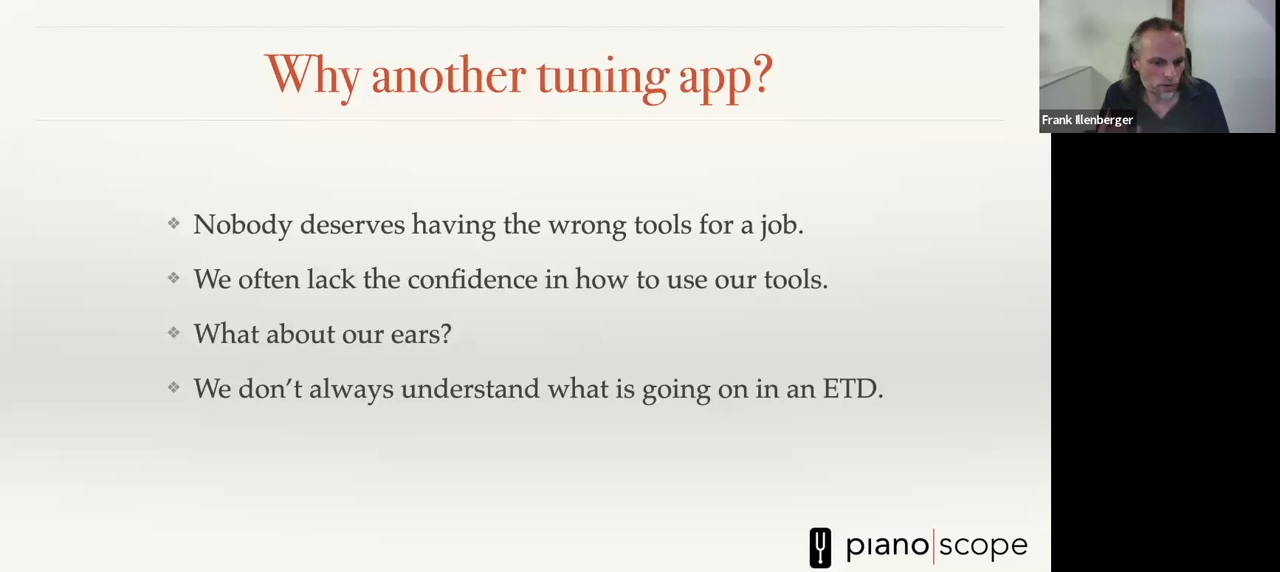 Why another tuning app?
Frank Illenberger
Nobody deserves having the wrong tools for a job.
We often lack the confidence in how to use our tools.
What about our ears?
We don’t always understand what is going on in an ETD.
piano|scope